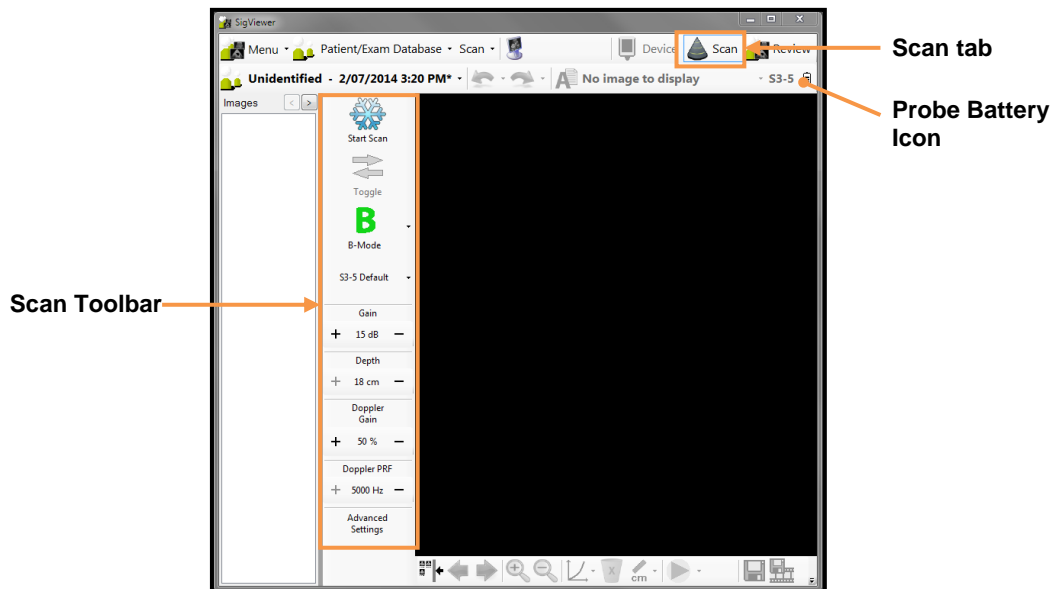 SigViewer
Menu Patient/Exam Database Scan Device Scan Review
Scan tab
Unidentified - 2/07/2014 3:20 PM* No image to display S3-5
Probe Battery
Icon
Images
Start Scan
Toggle
B
B-Mode
S3-5 Default
Scan Toolbar
Gain
+ 15 dB −
Depth
+ 18 cm −
Doppler
Gain
+ 50 % −
Doppler PRF
+ 5000 Hz −
Advanced
Settings
cm